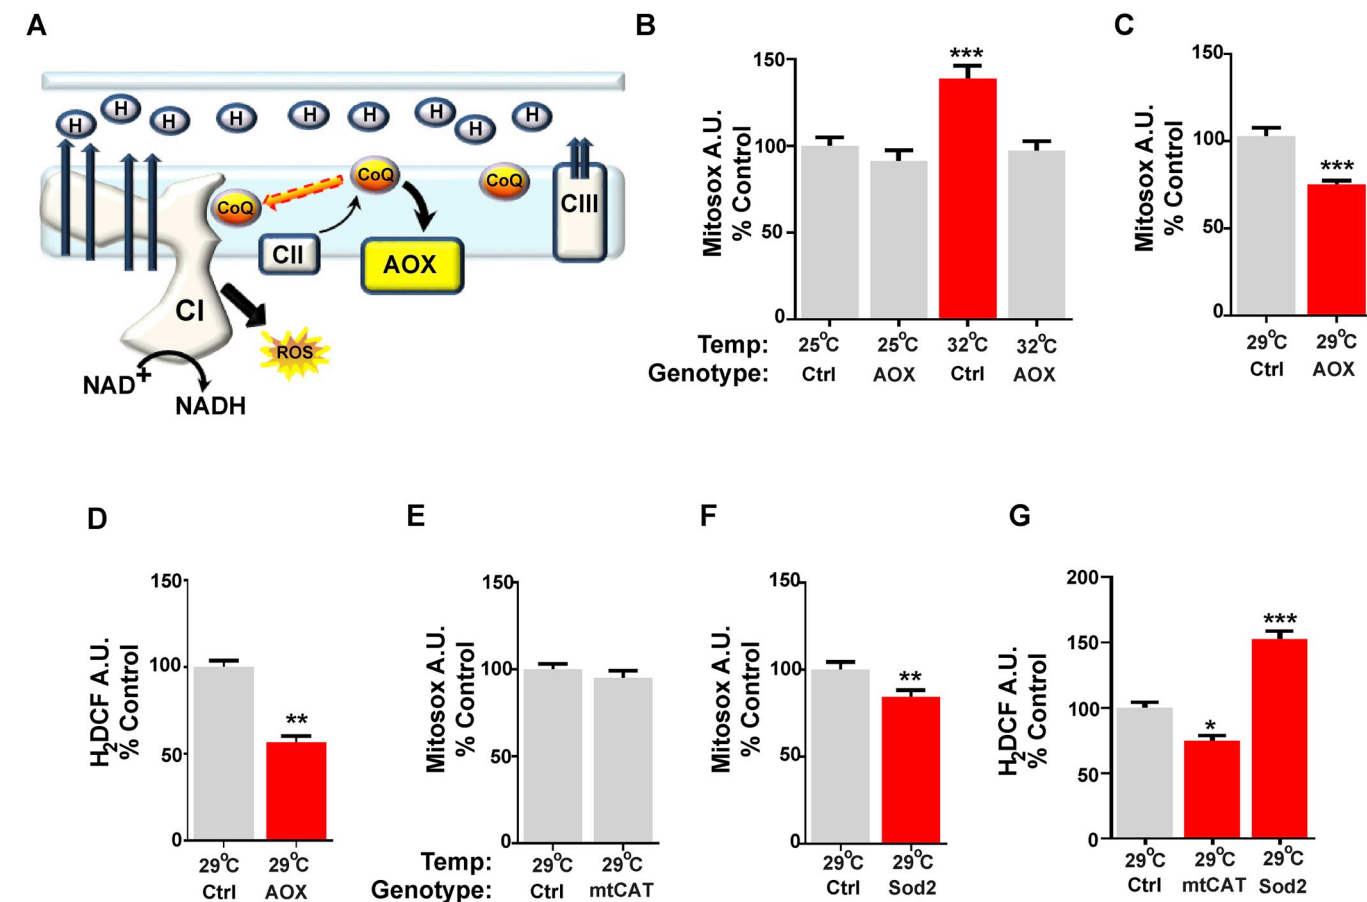 A
H H H H H H H H H
CoQ CoQ CoQ
CIII
CII
AOX
CI
ROS
NAD+
NADH
B
Mitosox A.U.
% Control
150
100
50
0
***
Temp: 25°C 25°C 32°C 32°C
Genotype: Ctrl AOX Ctrl AOX
C
Mitosox A.U.
% Control
150
100
50
0
***
29°C 29°C
Ctrl AOX
D
H2DCF A.U.
% Control
150
100
50
0
**
29°C 29°C
Ctrl AOX
E
Mitosox A.U.
% Control
150
100
50
0
Temp: 29°C 29°C
Genotype: Ctrl mtCAT
F
Mitosox A.U.
% Control
150
100
50
0
**
29°C 29°C
Ctrl Sod2
G
H2DCF A.U.
% Control
200
150
100
50
0
*
***
29°C 29°C 29°C
Ctrl mtCAT Sod2